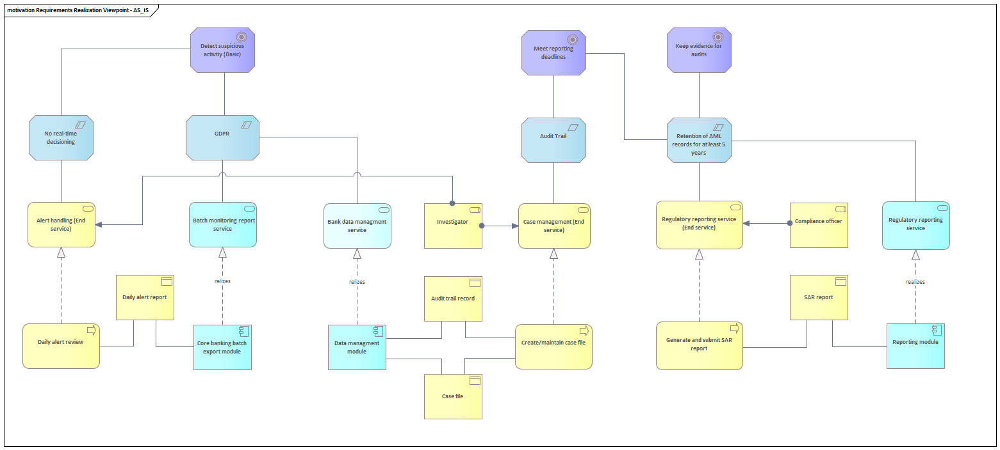 motivation Requirements Realization Viewpoint - AS_IS
Detect suspicious
activtiy (Basic)
Meet reporting
deadlines
Keep evidence for
audits
No real-time
decisioning
GDPR
Audit Trail
Retention of AML
records for at least 5
years
Alert handling (End
service)
Batch monitoring report
service
Bank data managment
service
Investigator
Case management (End
service)
Regulatory reporting service
(End service)
Compliance officer
Regulatory reporting
service
relizes
relizes
realizes
Daily alert report
Audit trail record
SAR report
Daily alert review
Core banking batch
export module
Data managment
module
Create/maintain case file
Generate and submit SAR
report
Reporting module
Case file